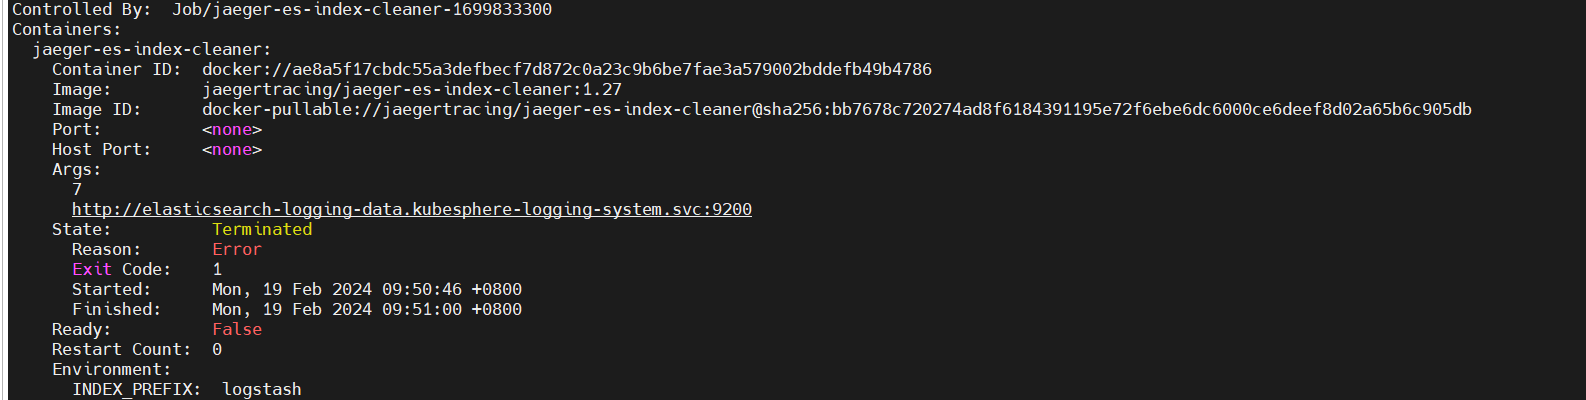 Controlled By:  Job/jaeger-es-index-cleaner-1699833300
Containers:
  jaeger-es-index-cleaner:
    Container ID:  docker://ae8a5f17cbdc55a3defbecf7d872c0a23c9b6be7fae3a579002bddefb49b4786
    Image:         jaegertracing/jaeger-es-index-cleaner:1.27
    Image ID:      docker-pullable://jaegertracing/jaeger-es-index-cleaner@sha256:bb7678c720274ad8f6184391195e72f6ebe6dc6000ce6deef8d02a65b6c905db
    Port:          <none>
    Host Port:     <none>
    Args:
      7
      http://elasticsearch-logging-data.kubesphere-logging-system.svc:9200
    State:          Terminated
      Reason:       Error
      Exit Code:    1
      Started:      Mon, 19 Feb 2024 09:50:46 +0800
      Finished:     Mon, 19 Feb 2024 09:51:00 +0800
    Ready:          False
    Restart Count:  0
    Environment:
      INDEX_PREFIX:  logstash